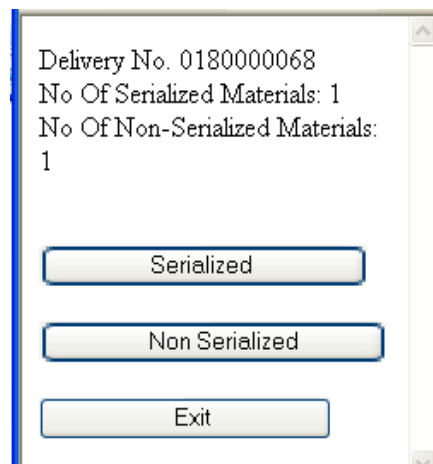 Delivery No. 0180000068
No Of Serialized Materials: 1
No Of Non-Serialized Materials:
1
Serialized
Non Serialized
Exit